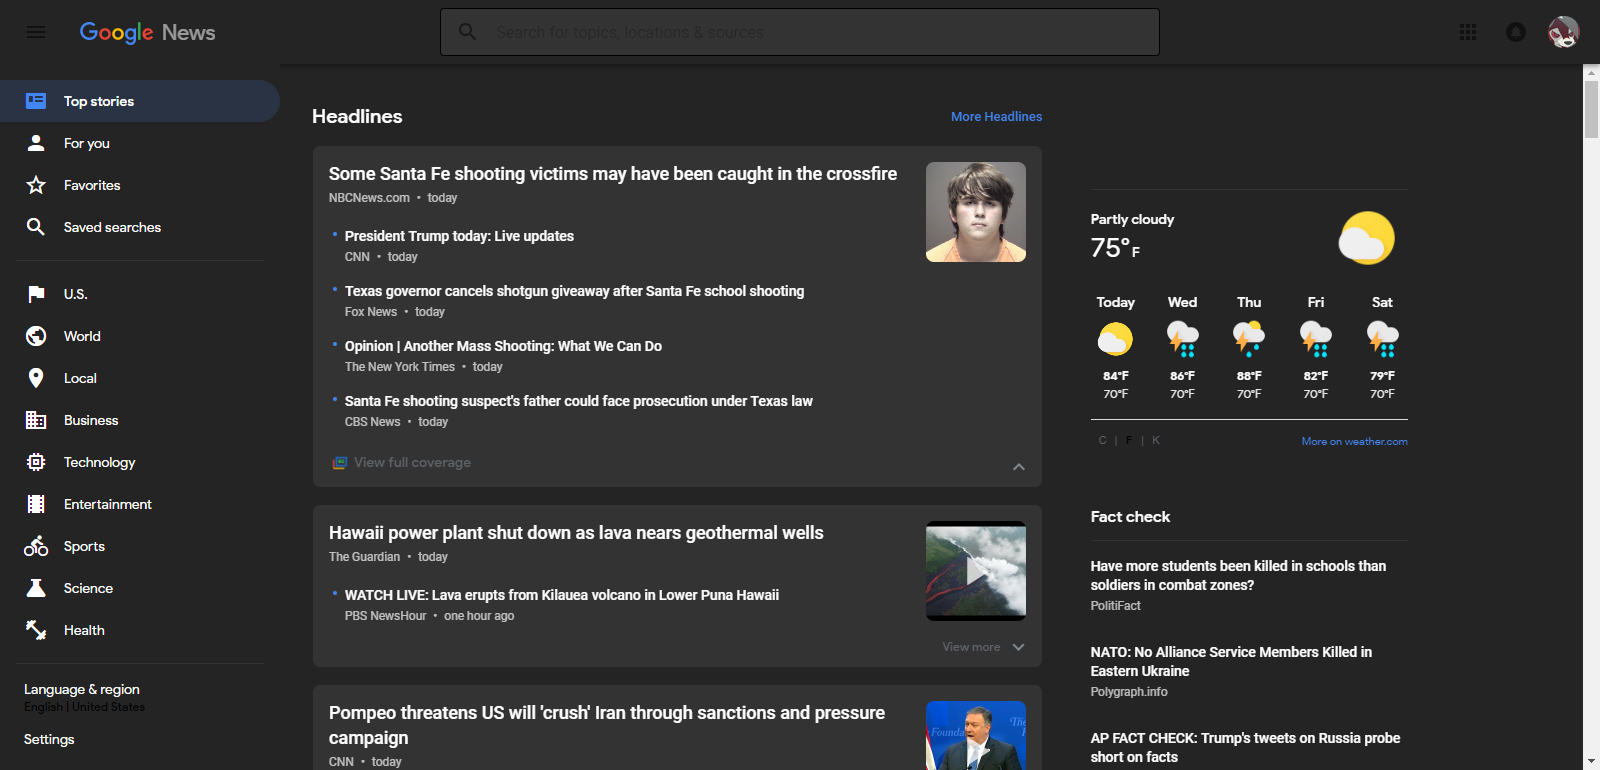 Google News
Search for topics, locations & sources
Top stories
For you
Favorites
Saved searches
U.S.
World
Local
Business
Technology
Entertainment
Sports
Science
Health
Language & region
English | United States
Settings
Headlines
More Headlines
Some Santa Fe shooting victims may have been caught in the crossfire
NBCNews.com • today
President Trump today: Live updates
CNN • today
Texas governor cancels shotgun giveaway after Santa Fe school shooting
Fox News • today
Opinion | Another Mass Shooting: What We Can Do
The New York Times • today
Santa Fe shooting suspect's father could face prosecution under Texas law
CBS News • today
View full coverage
Hawaii power plant shut down as lava nears geothermal wells
The Guardian • today
WATCH LIVE: Lava erupts from Kilauea volcano in Lower Puna Hawaii
PBS NewsHour • one hour ago
View more
Pompeo threatens US will 'crush' Iran through sanctions and pressure
campaign
CNN • today
The
Founda
Partly cloudy
75°F
Today Wed Thu Fri Sat
84°F 86°F 88°F 82°F 79°F
70°F 70°F 70°F 70°F 70°F
C | F | K
More on weather.com
Fact check
Have more students been killed in schools than
soldiers in combat zones?
PolitiFact
NATO: No Alliance Service Members Killed in
Eastern Ukraine
Polygraph.info
AP FACT CHECK: Trump's tweets on Russia probe
short on facts